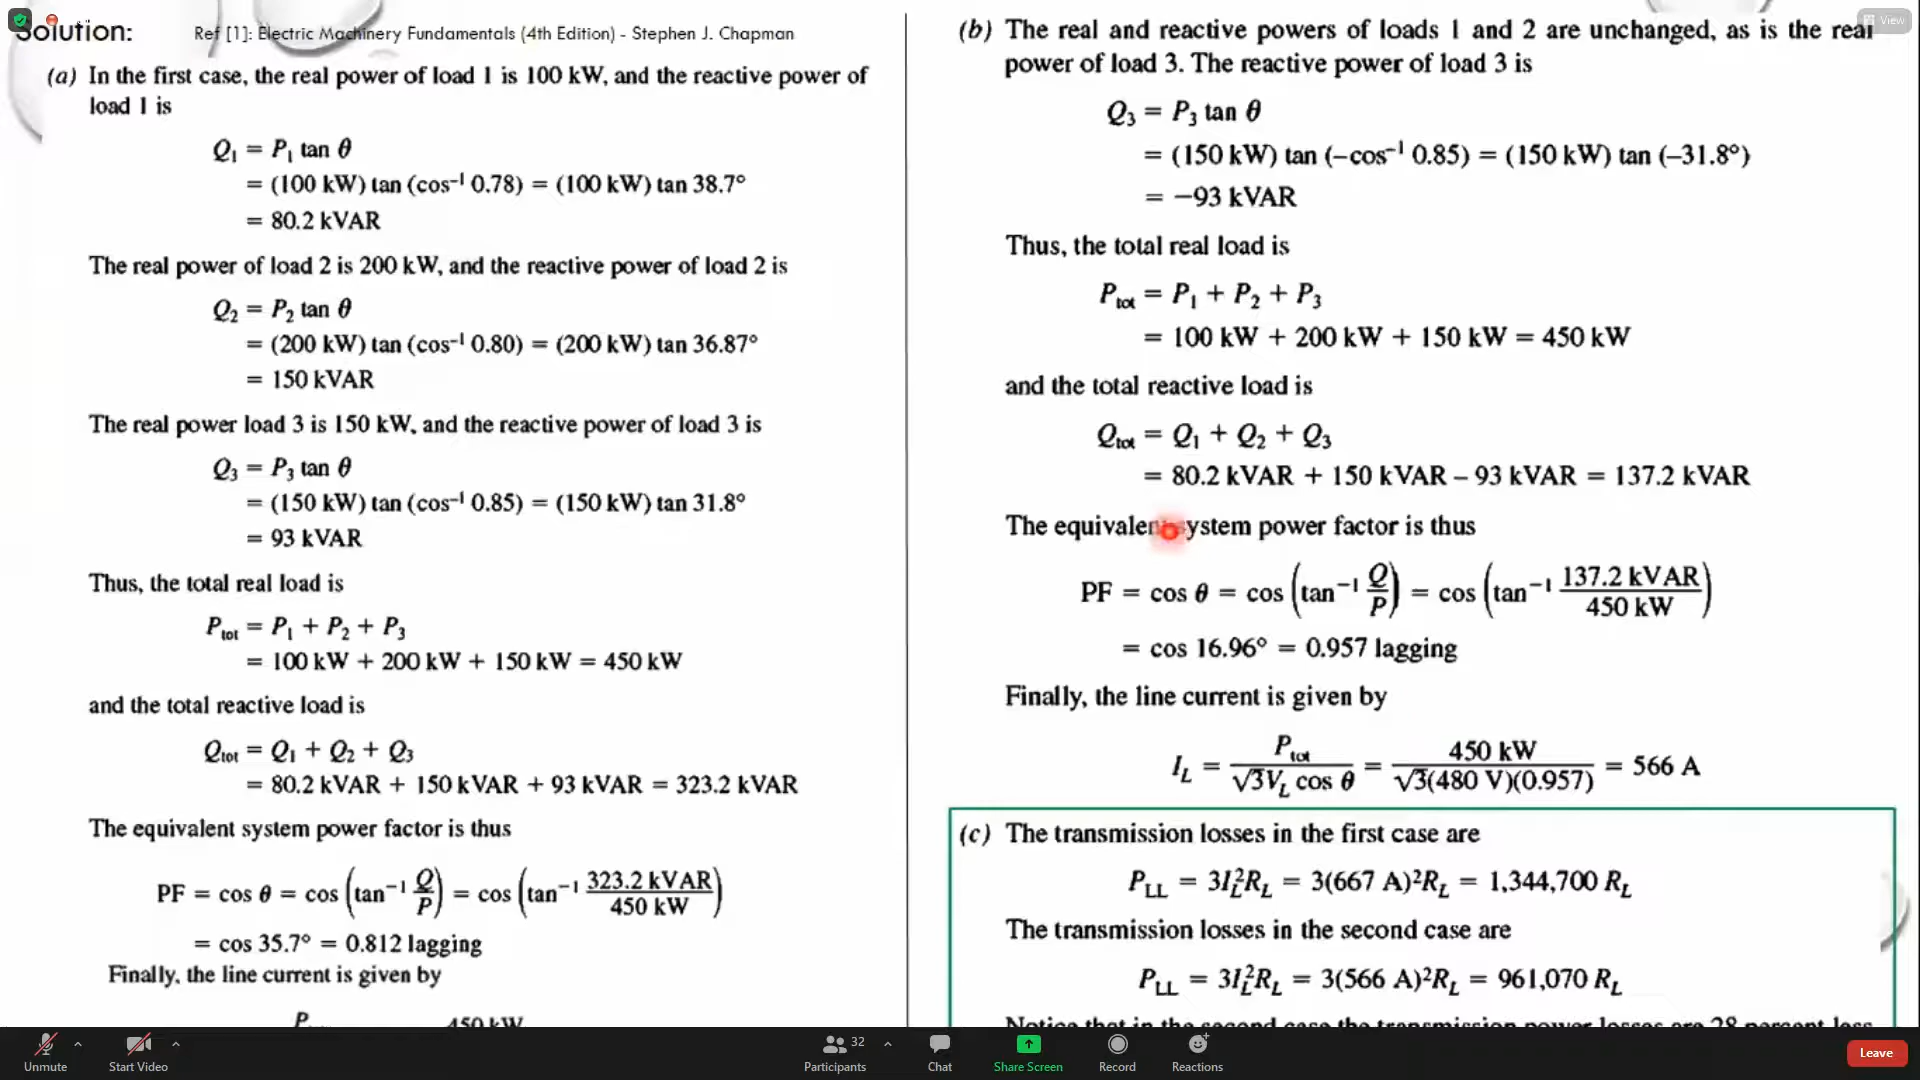 Solution:
Ref [1]: Electric Machinery Fundamentals (4th Edition) - Stephen J. Chapman
(a) In the first case, the real power of load 1 is 100 kW, and the reactive power of
load 1 is
Q₁ = P₁ tan θ
= (100 kW) tan (cos⁻¹ 0.78) = (100 kW) tan 38.7°
= 80.2 kVAR
The real power of load 2 is 200 kW, and the reactive power of load 2 is
Q₂ = P₂ tan θ
= (200 kW) tan (cos⁻¹ 0.80) = (200 kW) tan 36.87°
= 150 kVAR
The real power load 3 is 150 kW, and the reactive power of load 3 is
Q₃ = P₃ tan θ
= (150 kW) tan (cos⁻¹ 0.85) = (150 kW) tan 31.8°
= 93 kVAR
Thus, the total real load is
P_tot = P₁ + P₂ + P₃
= 100 kW + 200 kW + 150 kW = 450 kW
and the total reactive load is
Q_tot = Q₁ + Q₂ + Q₃
= 80.2 kVAR + 150 kVAR + 93 kVAR = 323.2 kVAR
The equivalent system power factor is thus
PF = cos θ = cos (tan⁻¹ Q/P) = cos (tan⁻¹ 323.2 kVAR/450 kW)
= cos 35.7° = 0.812 lagging
Finally, the line current is given by
P 450 kW
(b) The real and reactive powers of loads 1 and 2 are unchanged, as is the real
power of load 3. The reactive power of load 3 is
Q₃ = P₃ tan θ
= (150 kW) tan (−cos⁻¹ 0.85) = (150 kW) tan (−31.8°)
= −93 kVAR
Thus, the total real load is
P_tot = P₁ + P₂ + P₃
= 100 kW + 200 kW + 150 kW = 450 kW
and the total reactive load is
Q_tot = Q₁ + Q₂ + Q₃
= 80.2 kVAR + 150 kVAR – 93 kVAR = 137.2 kVAR
The equivalent system power factor is thus
PF = cos θ = cos (tan⁻¹ Q/P) = cos (tan⁻¹ 137.2 kVAR/450 kW)
= cos 16.96° = 0.957 lagging
Finally, the line current is given by
I_L = P_tot/(√3V_L cos θ) = 450 kW/(√3(480 V)(0.957)) = 566 A
(c) The transmission losses in the first case are
P_LL = 3I_L²R_L = 3(667 A)²R_L = 1,344,700 R_L
The transmission losses in the second case are
P_LL = 3I_L²R_L = 3(566 A)²R_L = 961,070 R_L
Notice that in the second case the transmission power losses are 28 percent less
View
Unmute
Start Video
32
Participants
Chat
Share Screen
Record
Reactions
Leave